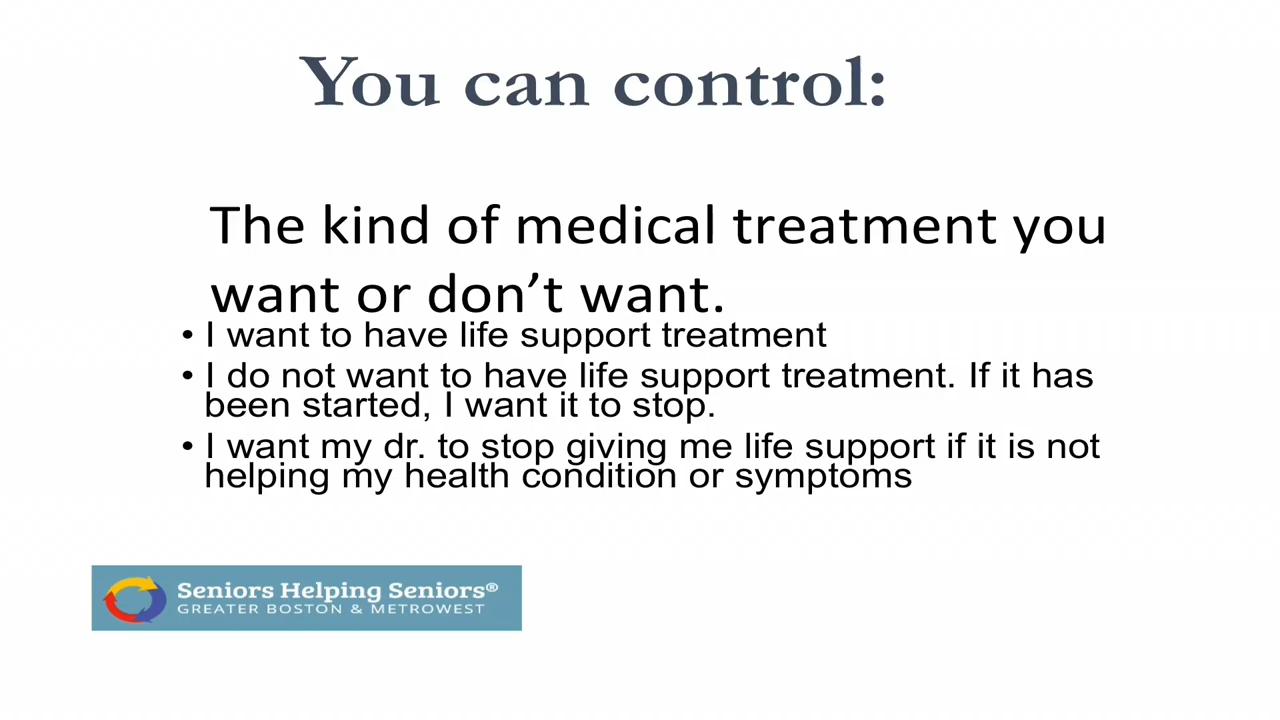 You can control:
The kind of medical treatment you
want or don’t want.
• I want to have life support treatment
• I do not want to have life support treatment. If it has
been started, I want it to stop.
• I want my dr. to stop giving me life support if it is not
helping my health condition or symptoms
Seniors Helping Seniors®
GREATER BOSTON & METROWEST